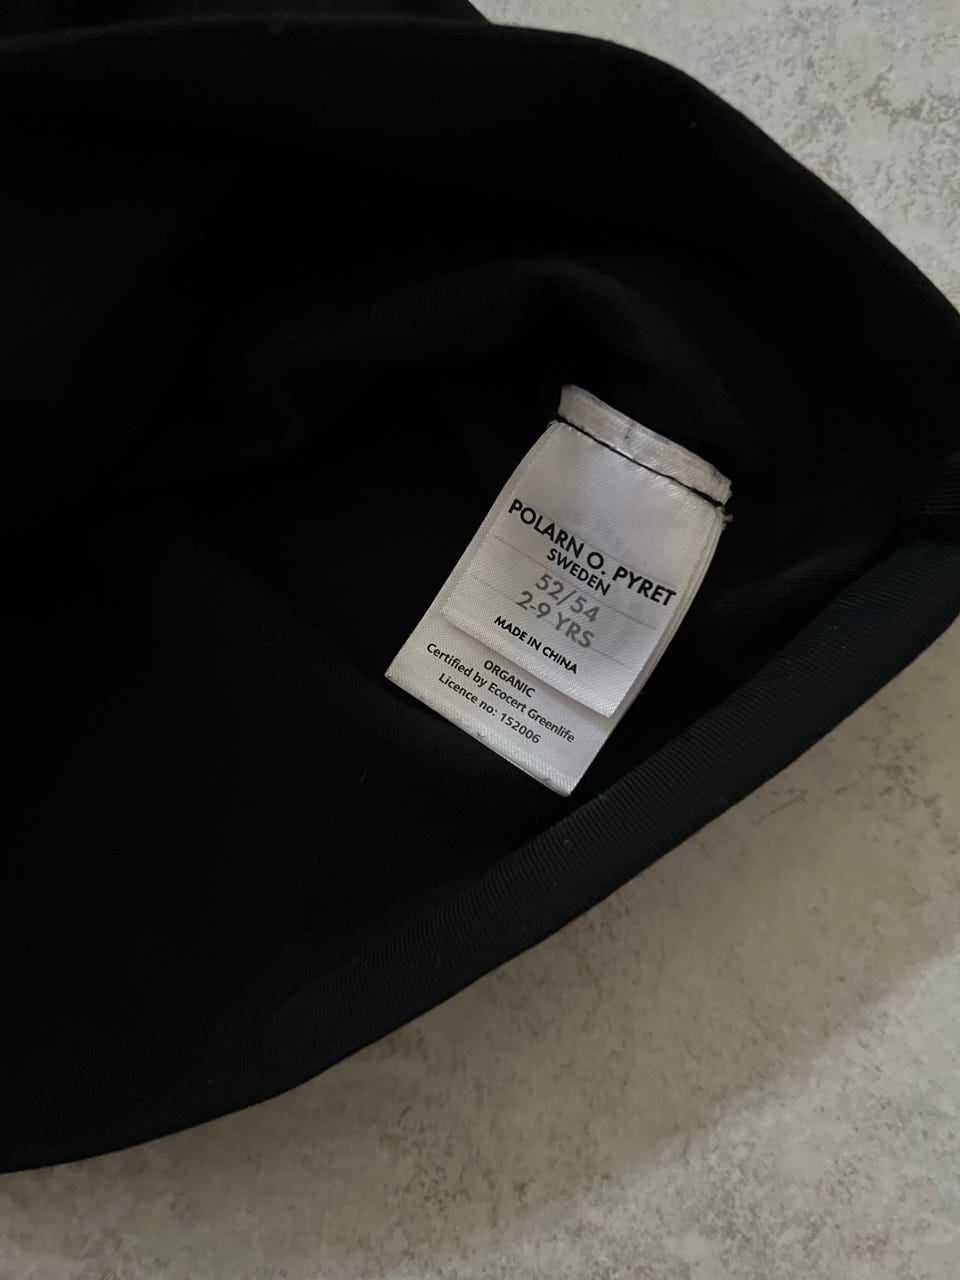 POLARN O. PYRET
SWEDEN
52/54
2-9 YRS
MADE IN CHINA
ORGANIC
Certified by Ecocert Greenlife
Licence no: 152006